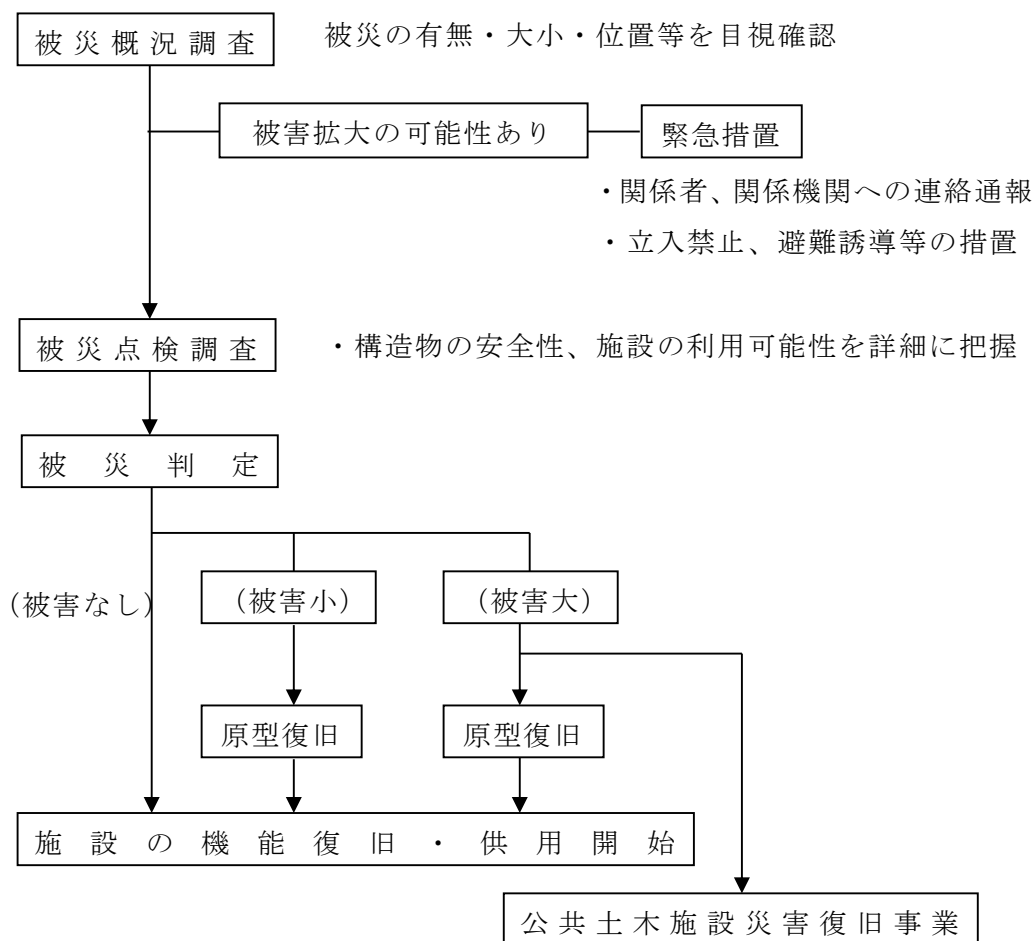 被災概況調査
被災の有無・大小・位置等を目視確認
被害拡大の可能性あり
緊急措置
・関係者、関係機関への連絡通報
・立入禁止、避難誘導等の措置
被災点検調査
・構造物の安全性、施設の利用可能性を詳細に把握
被災判定
(被害なし)
(被害小)
(被害大)
原型復旧
原型復旧
施設の機能復旧・供用開始
公共土木施設災害復旧事業